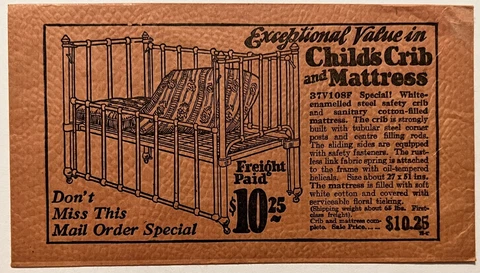 Exceptional Value in
Child's Crib
and Mattress
37V108F Special! White-
enamelled steel safety crib
and sanitary cotton-filled
mattress. The crib is strongly
built with tubular steel corner
posts and centre filling rods.
The sliding sides are equipped
with safety fasteners. The rust-
less link fabric spring is attached
to the frame with oil-tempered
helicals. Size about 27 x 51 ins.
The mattress is filled with soft
white cotton and covered with
serviceable floral ticking.
(Shipping weight about 65 lbs. First-
class freight).
Crib and mattress com-
plete. Sale Price.... $10.25
Freight
Paid
10.25
Don't
Miss This
Mail Order Special